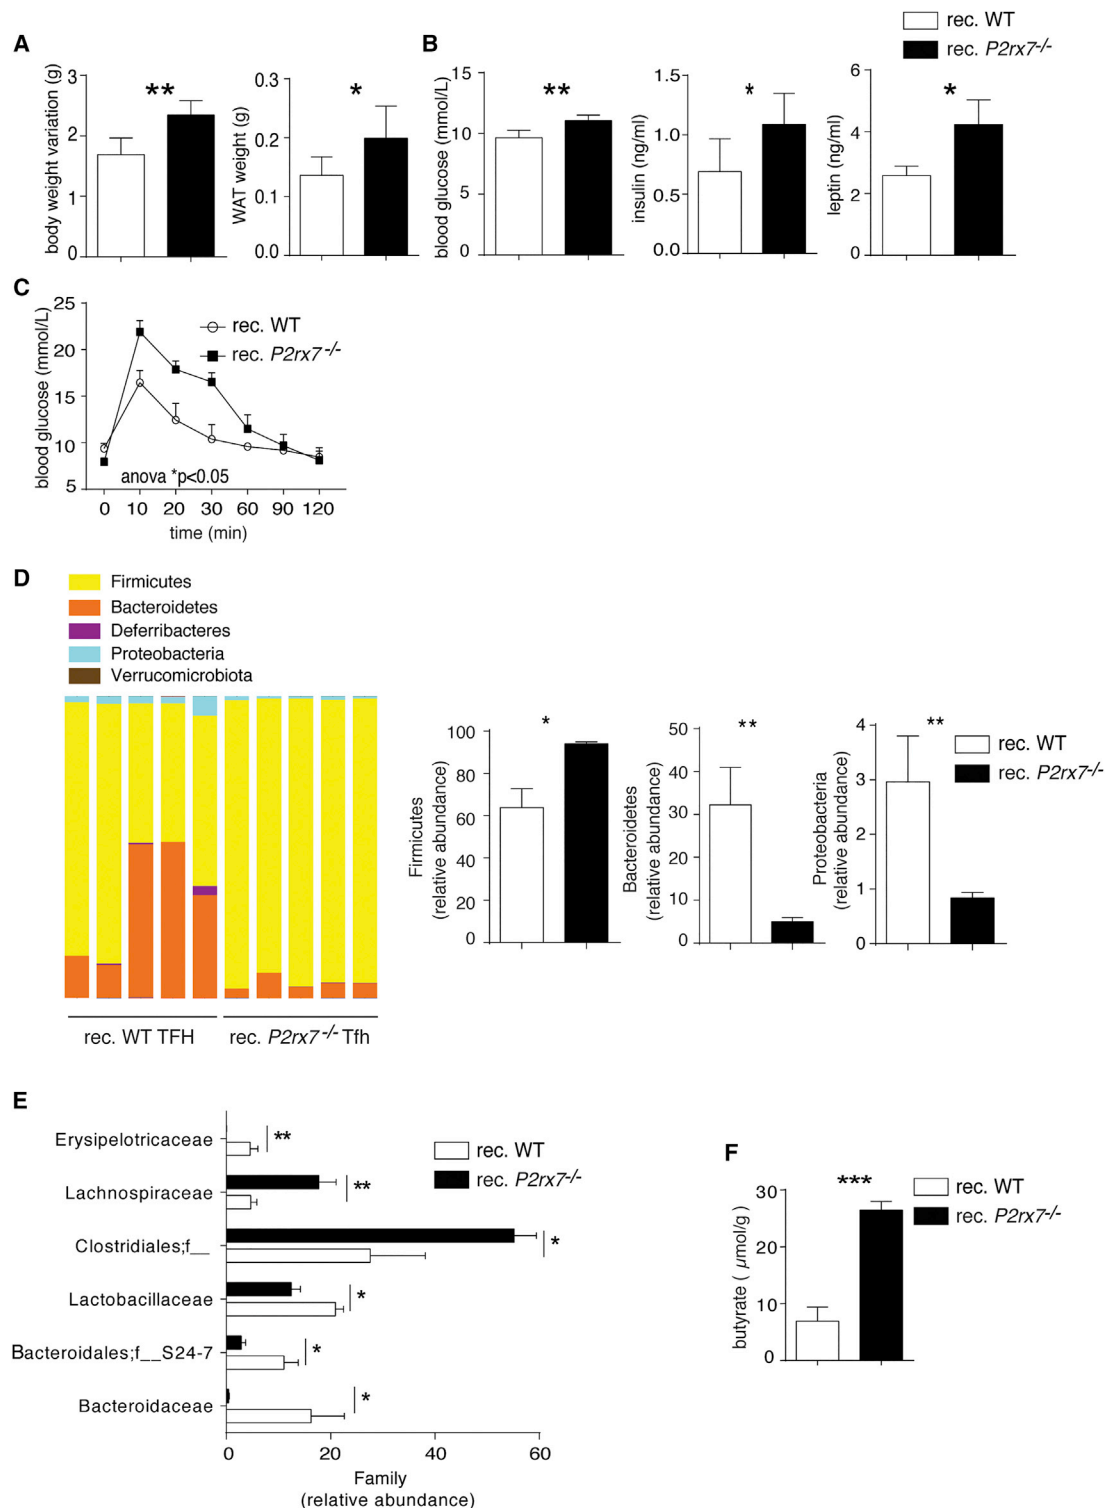 rec. WT
rec. P2rx7-/-
A
body weight variation (g)
3
2
1
0
**
WAT weight (g)
0.3
0.2
0.1
0.0
*
B
blood glucose (mmol/L)
15
10
5
0
**
insulin (ng/ml)
1.5
1.0
0.5
0.0
*
leptin (ng/ml)
6
4
2
0
*
C
blood glucose (mmol/L)
25
20
15
10
5
rec. WT
rec. P2rx7-/-
anova *p<0.05
0 10 20 30 60 90 120
time (min)
D
Firmicutes
Bacteroidetes
Deferribacteres
Proteobacteria
Verrucomicrobiota
rec. WT TFH
rec. P2rx7-/- Tfh
Firmicutes
(relative abundance)
100
80
60
40
20
0
*
Bacteroidetes
(relative abundance)
50
40
30
20
10
0
**
Proteobacteria
(relative abundance)
4
3
2
1
0
**
rec. WT
rec. P2rx7-/-
E
Erysipelotricaceae
**
Lachnospiraceae
**
Clostridiales;f__
*
Lactobacillaceae
*
Bacteroidales;f__S24-7
*
Bacteroidaceae
*
rec. WT
rec. P2rx7-/-
0 20 40 60
Family
(relative abundance)
F
butyrate ( µmol/g )
30
20
10
0
***
rec. WT
rec. P2rx7-/-